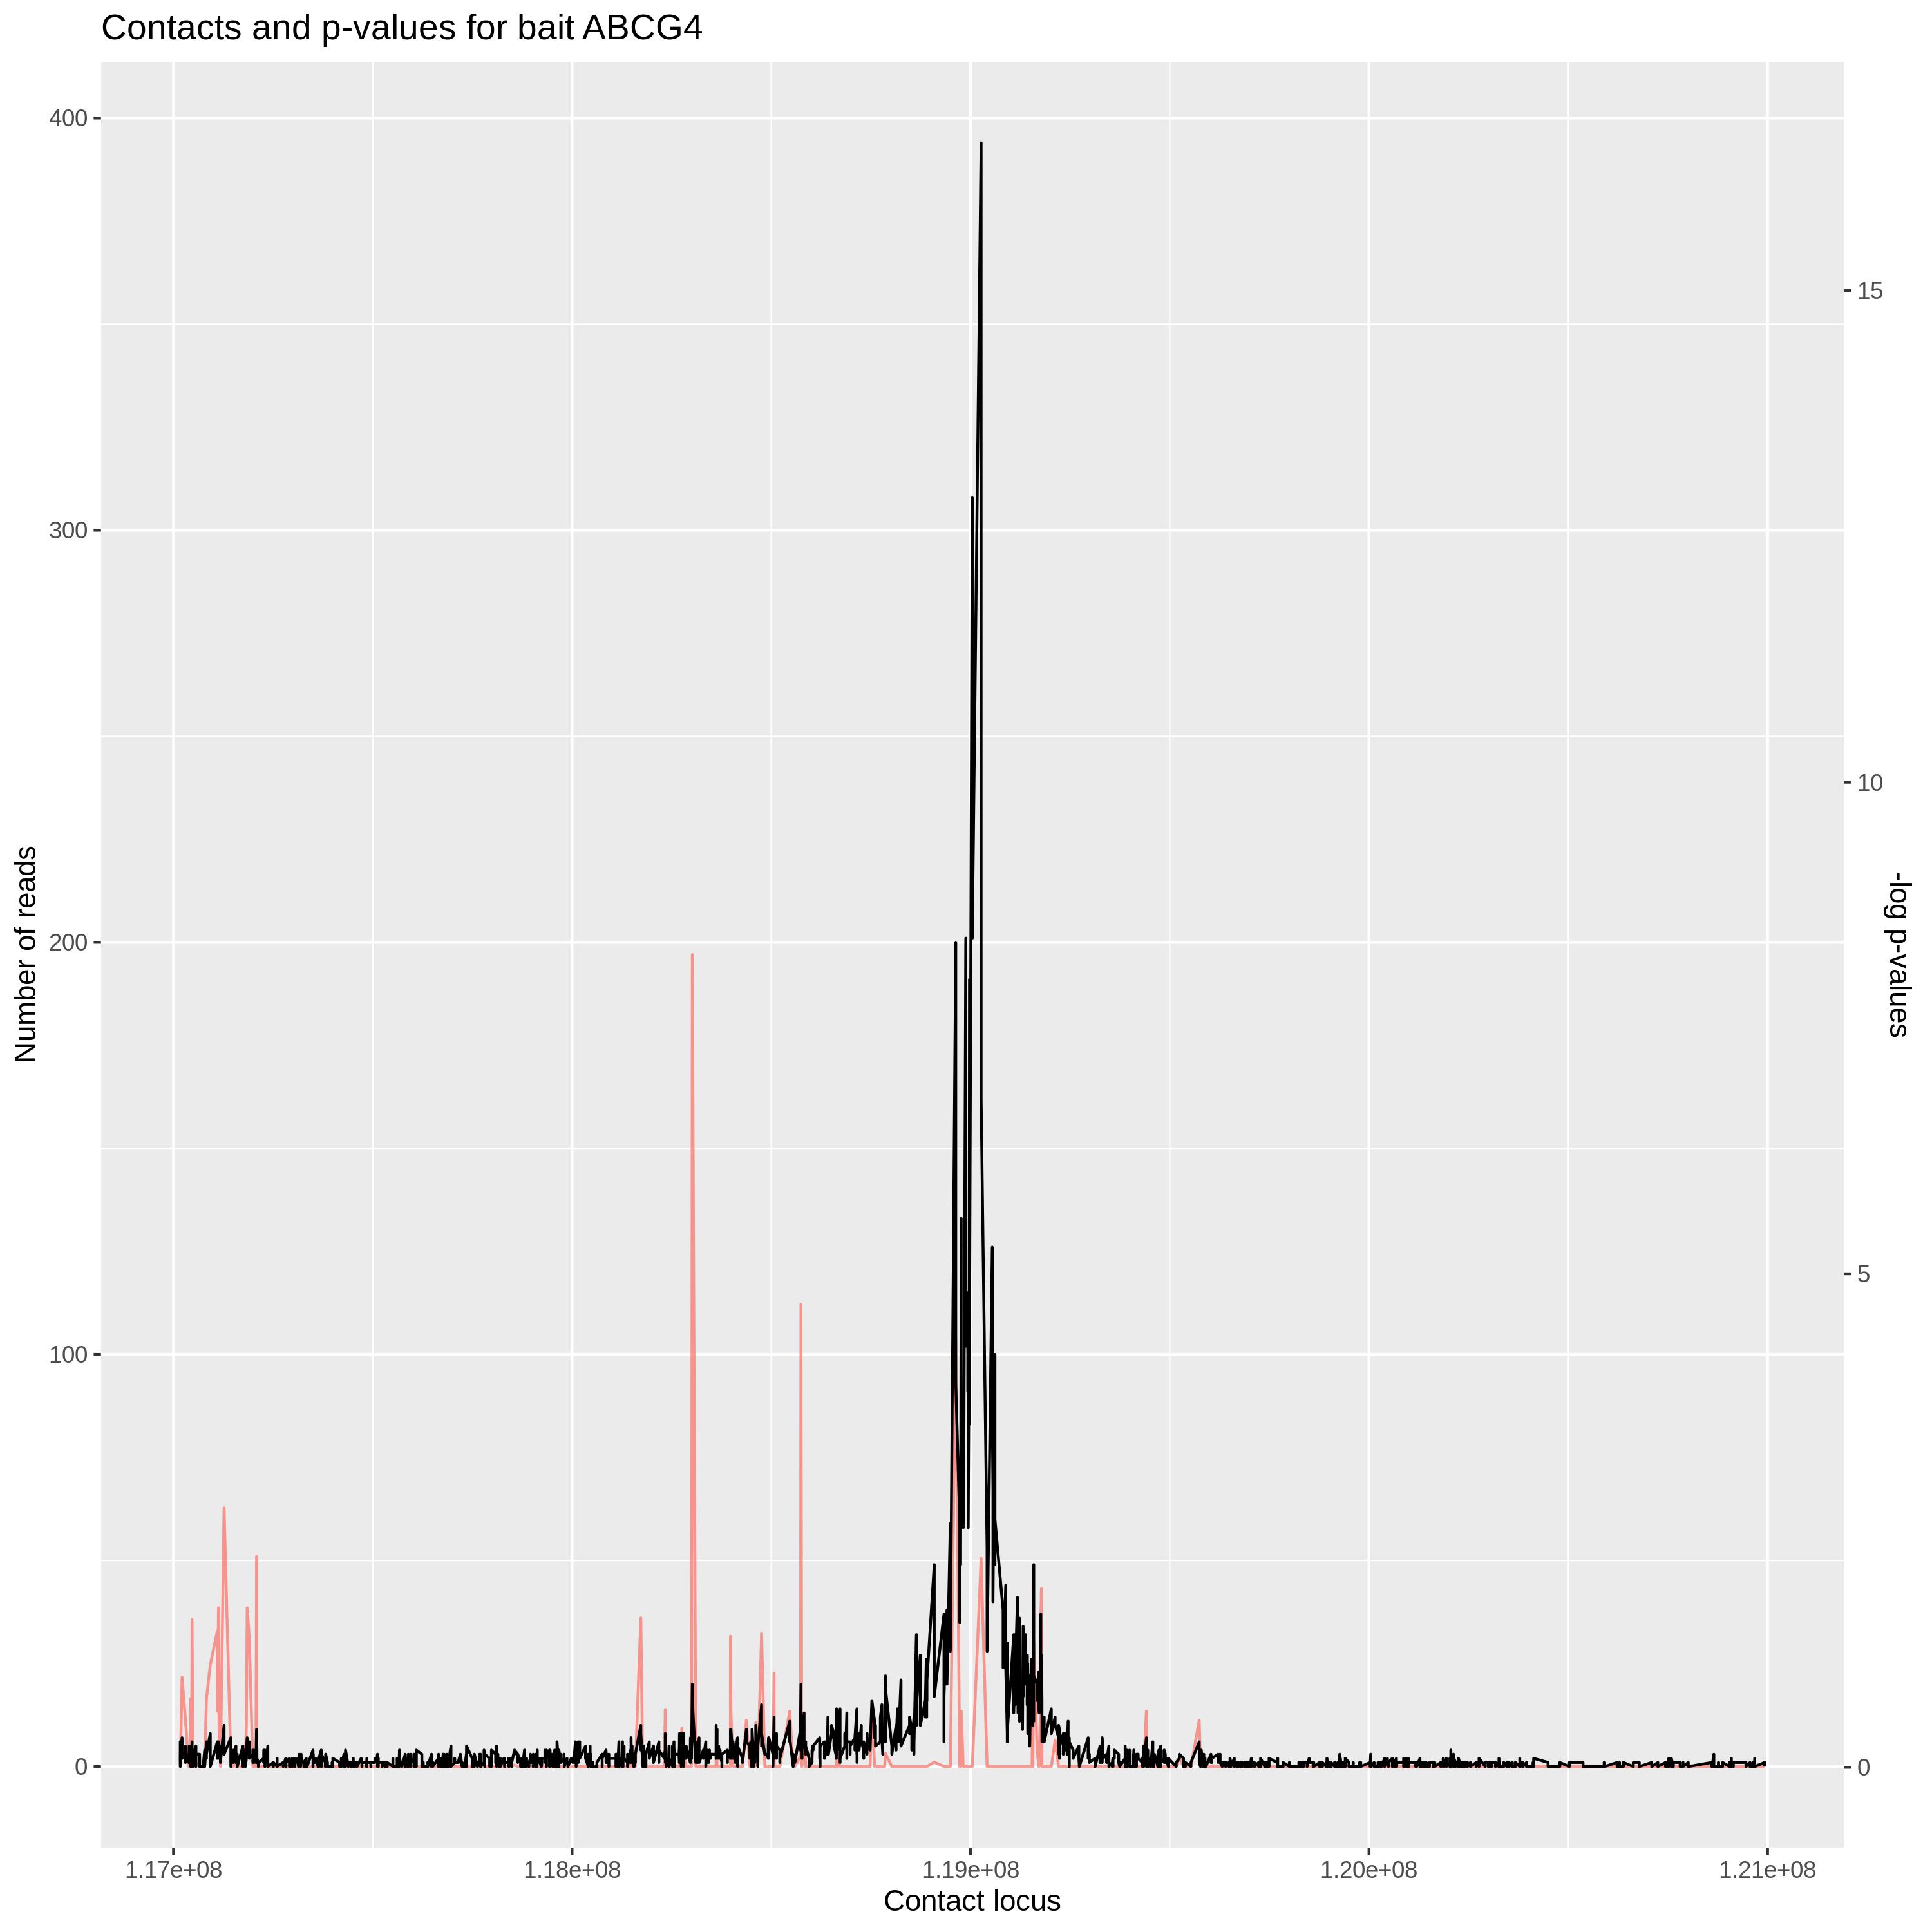 Contacts and p-values for bait ABCG4
400
300
200
100
0
Number of reads
15
10
5
0
-log p-values
1.17e+08
1.18e+08
1.19e+08
1.20e+08
1.21e+08
Contact locus